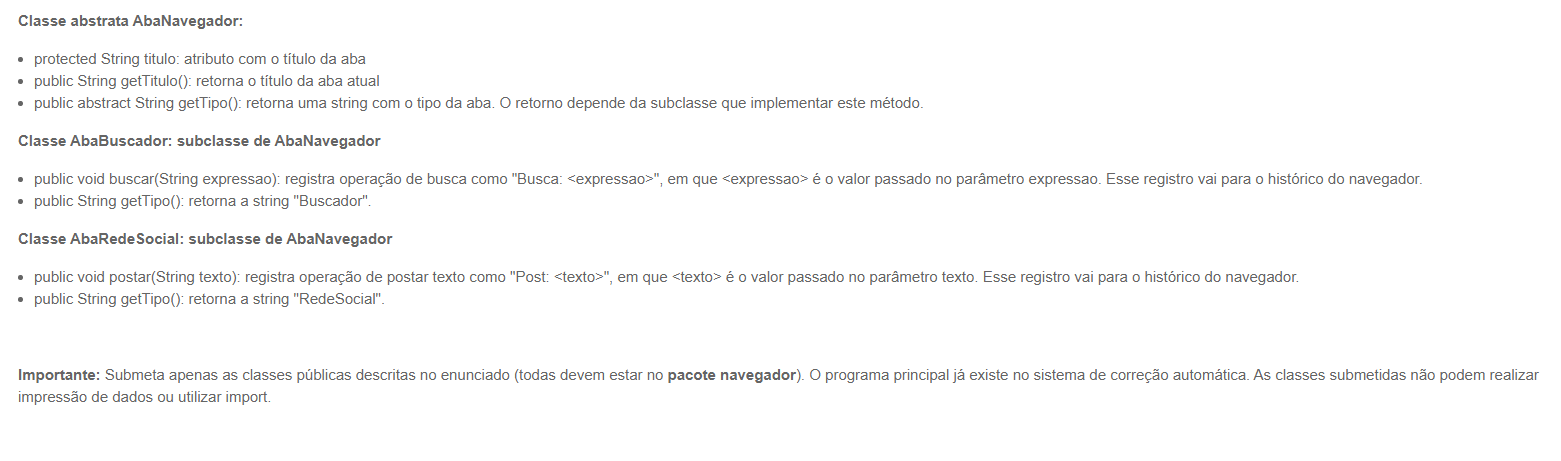 Classe abstrata AbaNavegador:
• protected String titulo: atributo com o título da aba
• public String getTitulo(): retorna o título da aba atual
• public abstract String getTipo(): retorna uma string com o tipo da aba. O retorno depende da subclasse que implementar este método.
Classe AbaBuscador: subclasse de AbaNavegador
• public void buscar(String expressao): registra operação de busca como "Busca: <expressao>", em que <expressao> é o valor passado no parâmetro expressao. Esse registro vai para o histórico do navegador.
• public String getTipo(): retorna a string "Buscador".
Classe AbaRedeSocial: subclasse de AbaNavegador
• public void postar(String texto): registra operação de postar texto como "Post: <texto>", em que <texto> é o valor passado no parâmetro texto. Esse registro vai para o histórico do navegador.
• public String getTipo(): retorna a string "RedeSocial".
Importante: Submeta apenas as classes públicas descritas no enunciado (todas devem estar no pacote navegador). O programa principal já existe no sistema de correção automática. As classes submetidas não podem realizar
impressão de dados ou utilizar import.